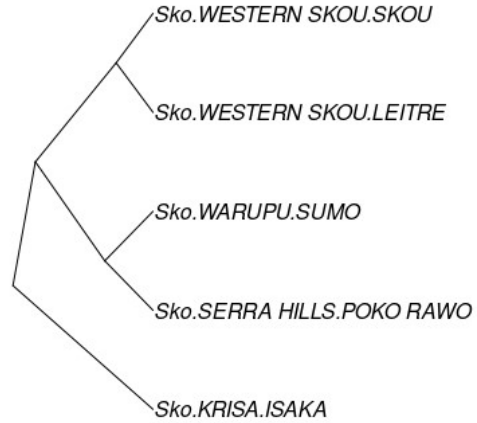 Sko.WESTERN SKOU.SKOU
Sko.WESTERN SKOU.LEITRE
Sko.WARUPU.SUMO
Sko.SERRA HILLS.POKO RAWO
Sko.KRISA.ISAKA